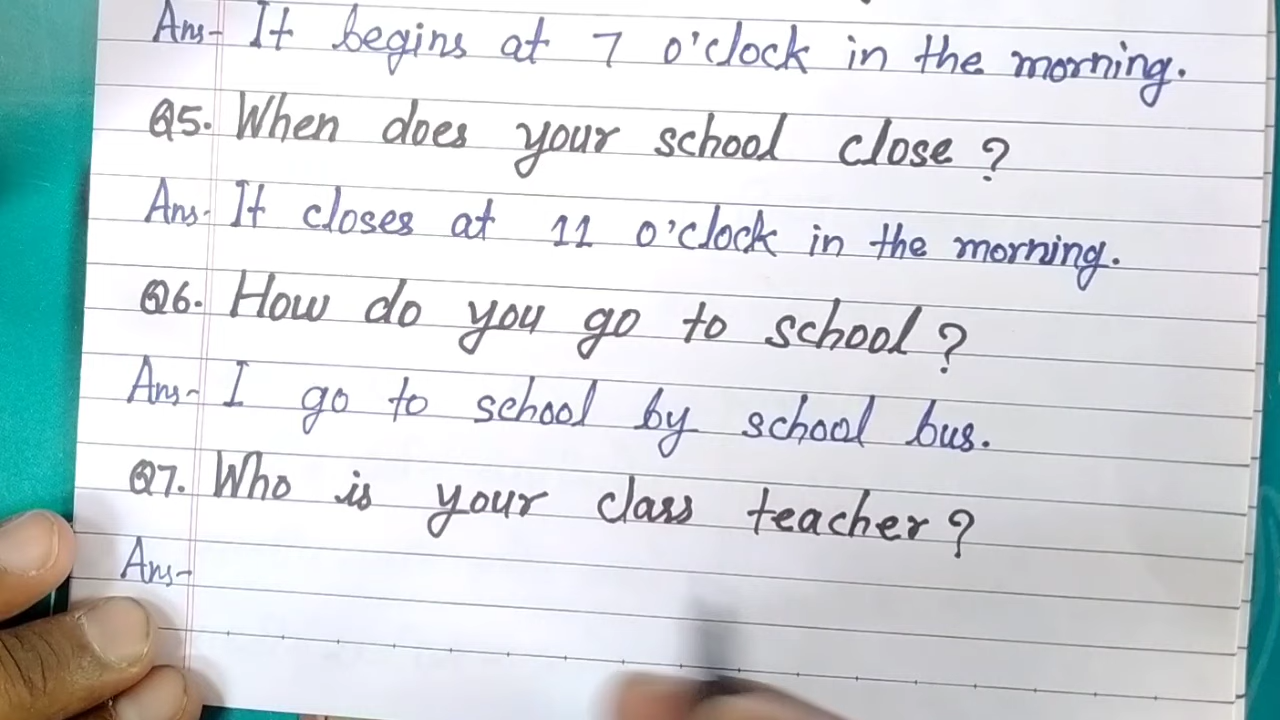 Ans- It begins at 7 o'clock in the morning.
Q5. When does your school close?
Ans- It closes at 11 o'clock in the morning.
Q6. How do you go to school?
Ans- I go to school by school bus.
Q7. Who is your class teacher?
Ans-